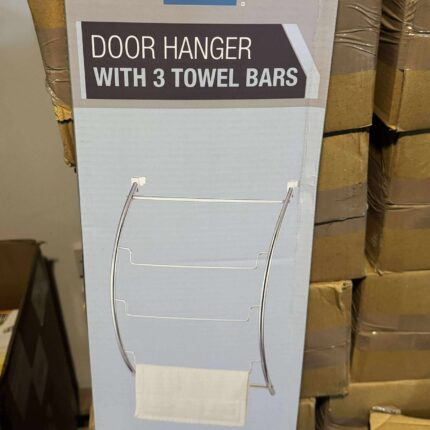 DOOR HANGER
WITH 3 TOWEL BARS